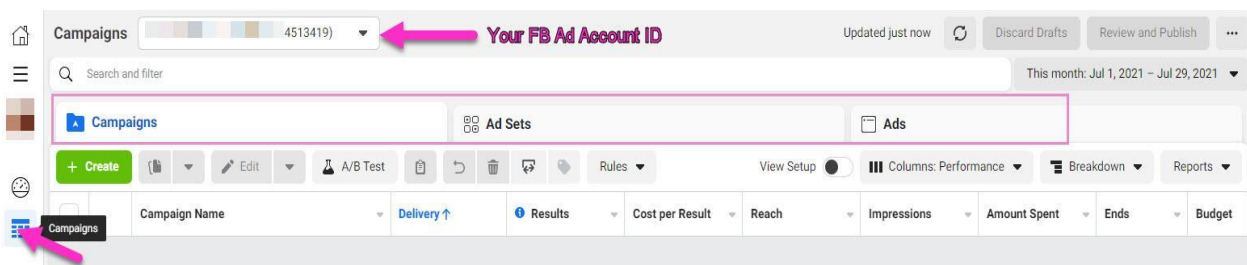 Campaigns 4513419) Your FB Ad Account ID Updated just now Discard Drafts Review and Publish ...
Search and filter This month: Jul 1, 2021 – Jul 29, 2021
Campaigns Ad Sets Ads
+ Create Edit A/B Test Rules View Setup Columns: Performance Breakdown Reports
Campaign Name Delivery ↑ Results Cost per Result Reach Impressions Amount Spent Ends Budget
Campaigns